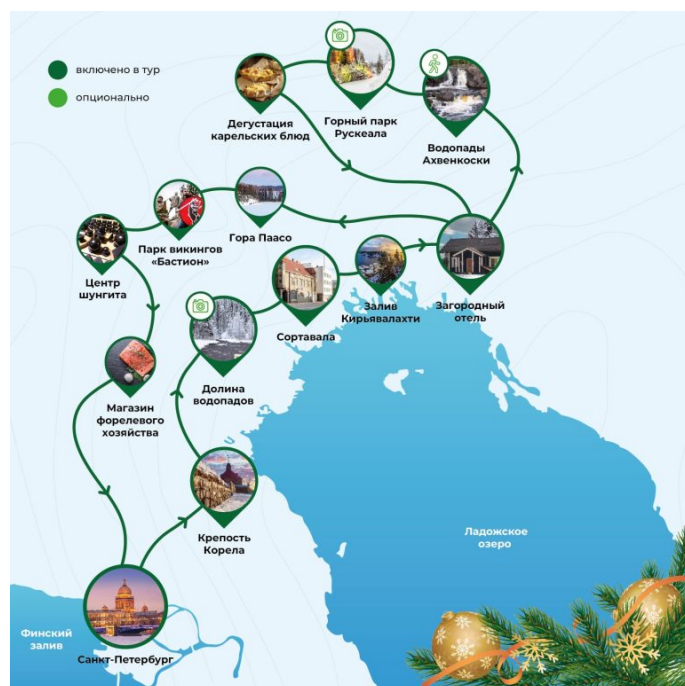 включено в тур
опционально
Дегустация
карельских блюд
Горный парк
Рускеала
Водопады
Ахвенкоски
Парк викингов
«Бастион»
Гора Паасо
Центр
шунгита
Сортавала
Залив
Кирьявалахти
Загородный
отель
Долина
водопадов
Магазин
форелевого
хозяйства
Крепость
Корела
Ладожское
озеро
Финский
залив
Санкт-Петербург